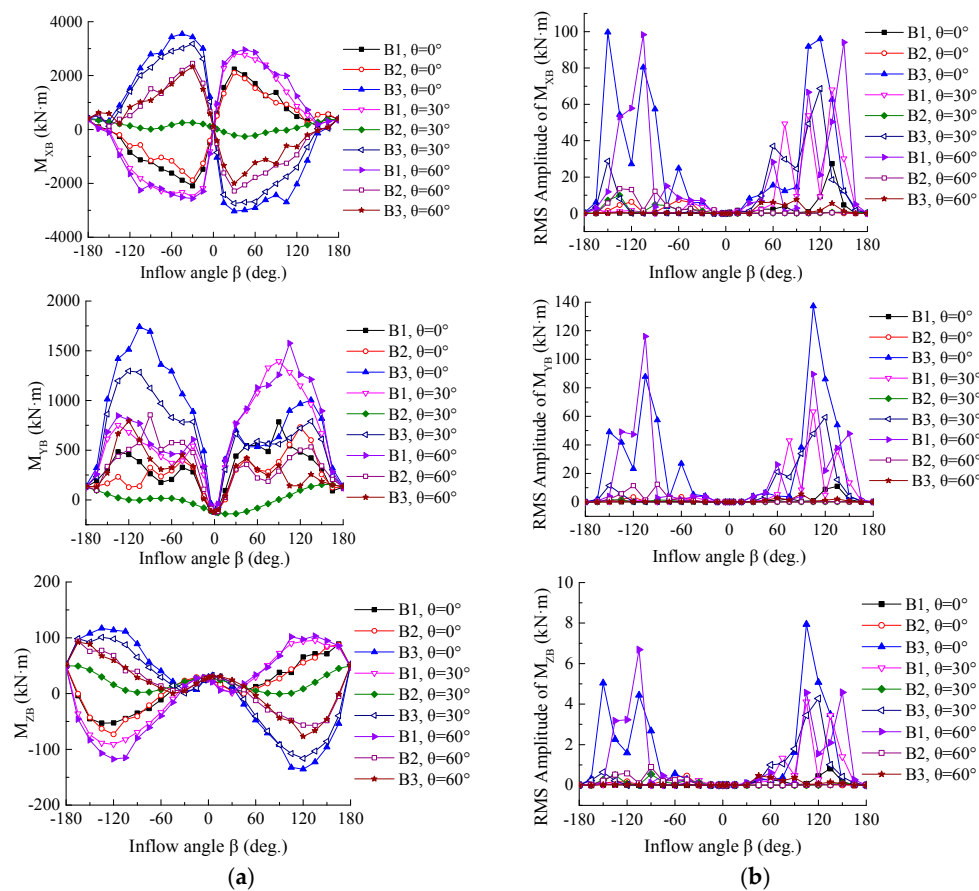 4000
2000
0
-2000
-4000
M_XB (kN·m)
-180 -120 -60 0 60 120 180
Inflow angle β (deg.)
B1, θ=0°
B2, θ=0°
B3, θ=0°
B1, θ=30°
B2, θ=30°
B3, θ=30°
B1, θ=60°
B2, θ=60°
B3, θ=60°
100
80
60
40
20
0
RMS Amplitude of M_XB (kN·m)
-180 -120 -60 0 60 120 180
Inflow angle β (deg.)
B1, θ=0°
B2, θ=0°
B3, θ=0°
B1, θ=30°
B2, θ=30°
B3, θ=30°
B1, θ=60°
B2, θ=60°
B3, θ=60°
2000
1500
1000
500
0
M_YB (kN·m)
-180 -120 -60 0 60 120 180
Inflow angle β (deg.)
B1, θ=0°
B2, θ=0°
B3, θ=0°
B1, θ=30°
B2, θ=30°
B3, θ=30°
B1, θ=60°
B2, θ=60°
B3, θ=60°
140
120
100
80
60
40
20
0
RMS Amplitude of M_YB (kN·m)
-180 -120 -60 0 60 120 180
Inflow angle β (deg.)
B1, θ=0°
B2, θ=0°
B3, θ=0°
B1, θ=30°
B2, θ=30°
B3, θ=30°
B1, θ=60°
B2, θ=60°
B3, θ=60°
200
100
0
-100
-200
M_ZB (kN·m)
-180 -120 -60 0 60 120 180
Inflow angle β (deg.)
B1, θ=0°
B2, θ=0°
B3, θ=0°
B1, θ=30°
B2, θ=30°
B3, θ=30°
B1, θ=60°
B2, θ=60°
B3, θ=60°
10
8
6
4
2
0
RMS Amplitude of M_ZB (kN·m)
-180 -120 -60 0 60 120 180
Inflow angle β (deg.)
B1, θ=0°
B2, θ=0°
B3, θ=0°
B1, θ=30°
B2, θ=30°
B3, θ=30°
B1, θ=60°
B2, θ=60°
B3, θ=60°
(a)
(b)